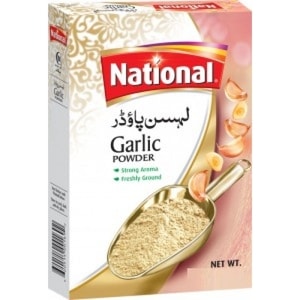 National
لہسن پاؤڈر
Garlic
POWDER
Strong Aroma
Freshly Ground
NET WT.